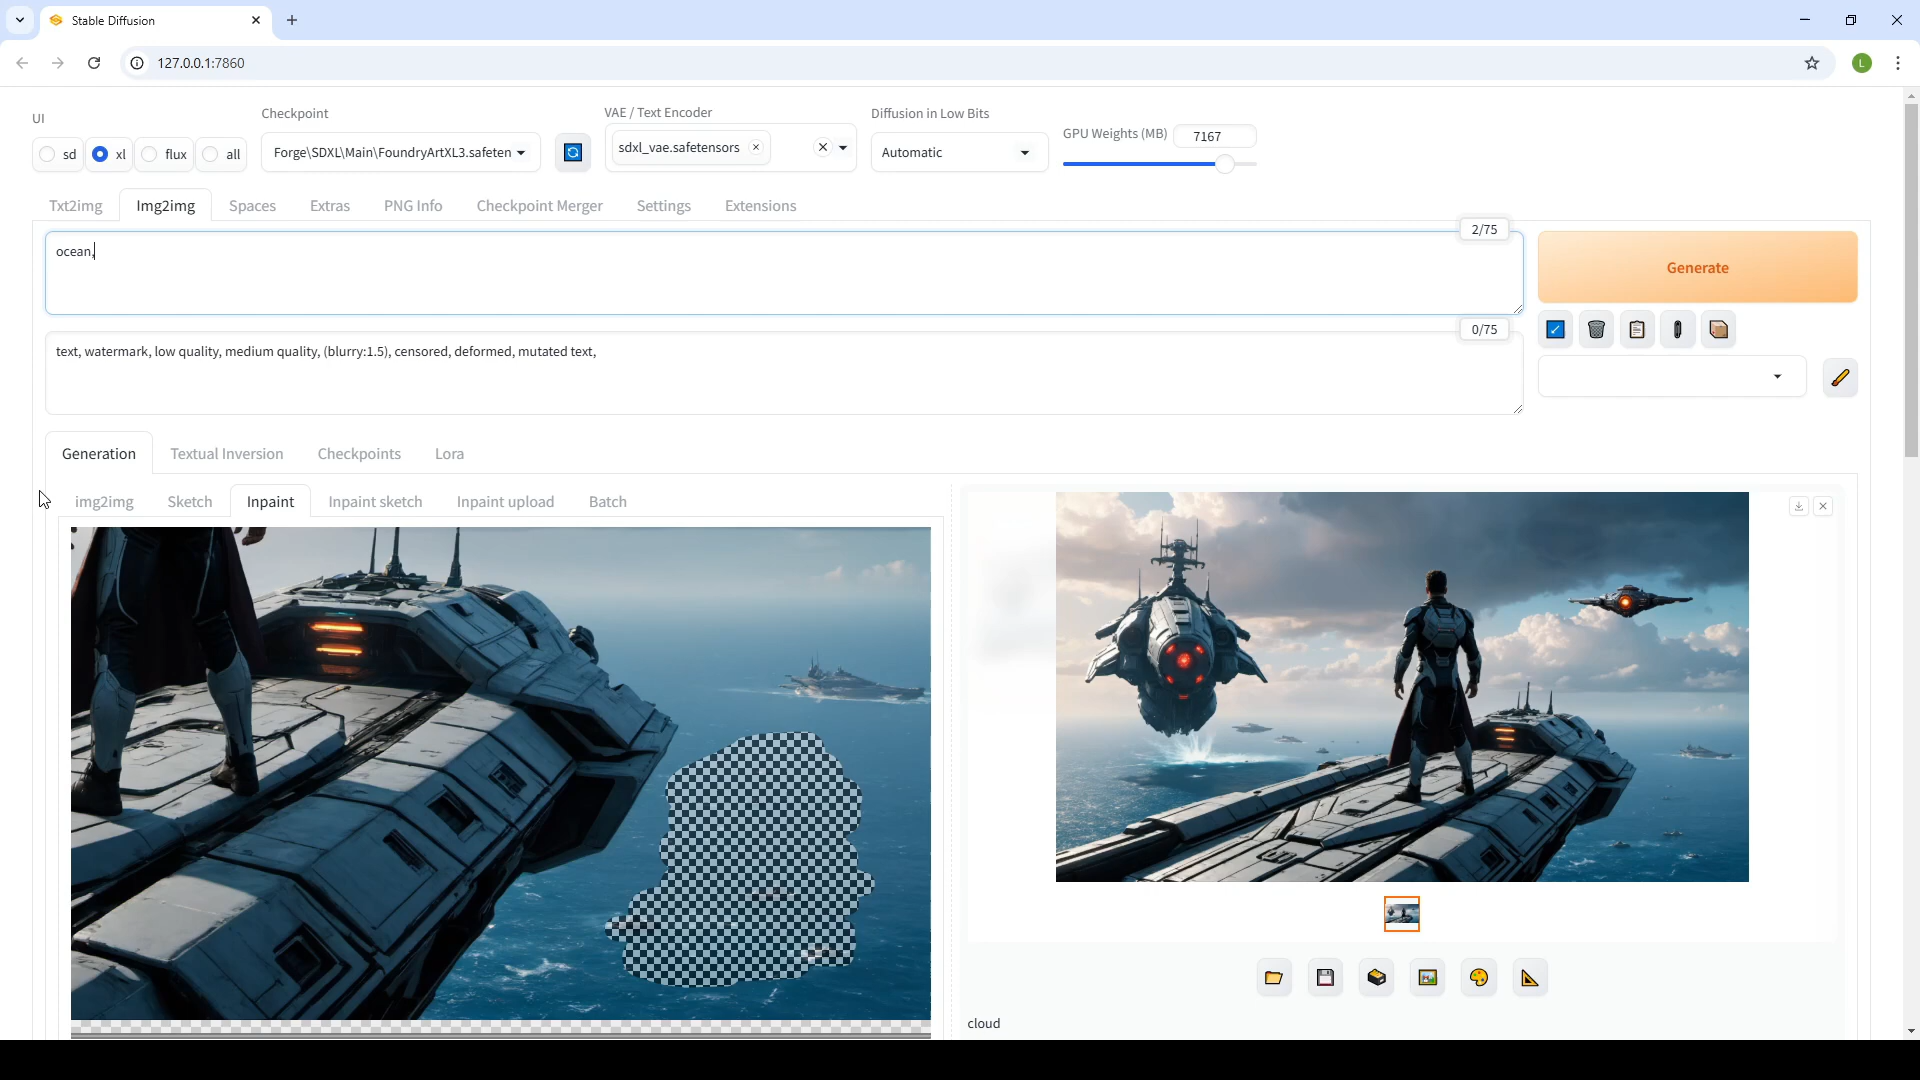 Stable Diffusion
127.0.0.1:7860
L
UI
Checkpoint
VAE / Text Encoder
Diffusion in Low Bits
GPU Weights (MB)
7167
sd
xl
flux
all
Forge\SDXL\Main\FoundryArtXL3.safeten
sdxl_vae.safetensors
Automatic
Txt2img
Img2img
Spaces
Extras
PNG Info
Checkpoint Merger
Settings
Extensions
2/75
ocean,
Generate
0/75
text, watermark, low quality, medium quality, (blurry:1.5), censored, deformed, mutated text,
Generation
Textual Inversion
Checkpoints
Lora
img2img
Sketch
Inpaint
Inpaint sketch
Inpaint upload
Batch
cloud